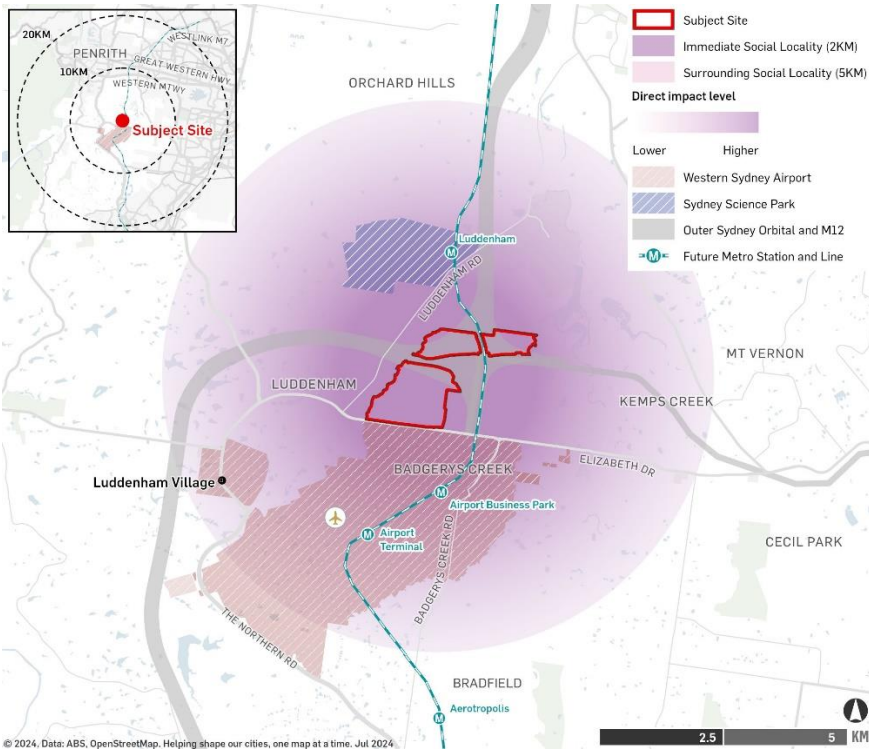 20KM
PENRITH
WESTLINK M7
GREAT WESTERN HWY
10KM
WESTERN MTWY
Subject Site
Subject Site
Immediate Social Locality (2KM)
Surrounding Social Locality (5KM)
Direct impact level
Lower
Higher
Western Sydney Airport
Sydney Science Park
Outer Sydney Orbital and M12
M
Future Metro Station and Line
ORCHARD HILLS
M
Luddenham
LUDDENHAM RD
MT VERNON
LUDDENHAM
KEMPS CREEK
ELIZABETH DR
BADGERYS CREEK
Luddenham Village
M
Airport Business Park
M
Airport
Terminal
BADGERYS CREEK RD
CECIL PARK
THE NORTHERN RD
BRADFIELD
M
Aerotropolis
2.5
5
KM
© 2024, Data: ABS, OpenStreetMap. Helping shape our cities, one map at a time. Jul 2024